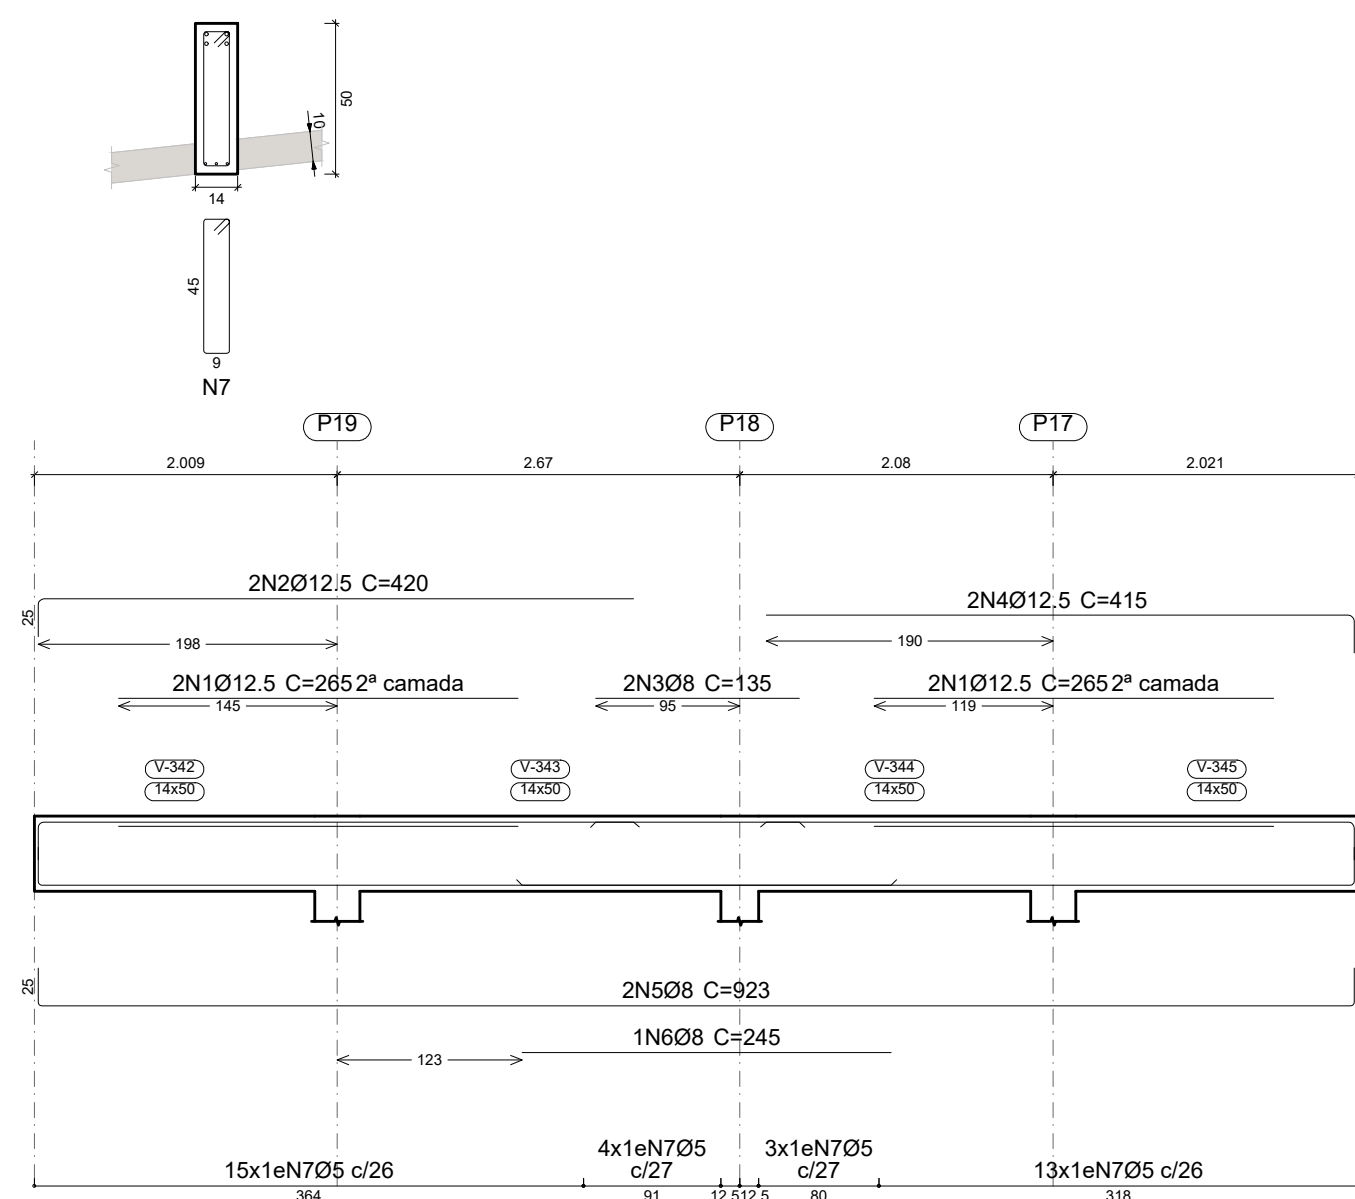 50
10
14
45
9
N7
P19 P18 P17
2.009 2.67 2.08 2.021
2N2Ø12.5 C=420
25
198
2N4Ø12.5 C=415
190
2N1Ø12.5 C=265 2ª camada
145
2N3Ø8 C=135
95
2N1Ø12.5 C=265 2ª camada
119
V-342 V-343 V-344 V-345
14x50 14x50 14x50 14x50
25
2N5Ø8 C=923
1N6Ø8 C=245
123
15x1eN7Ø5 c/26
364
4x1eN7Ø5
c/27
91
12.5 12.5
3x1eN7Ø5
c/27
80
13x1eN7Ø5 c/26
318